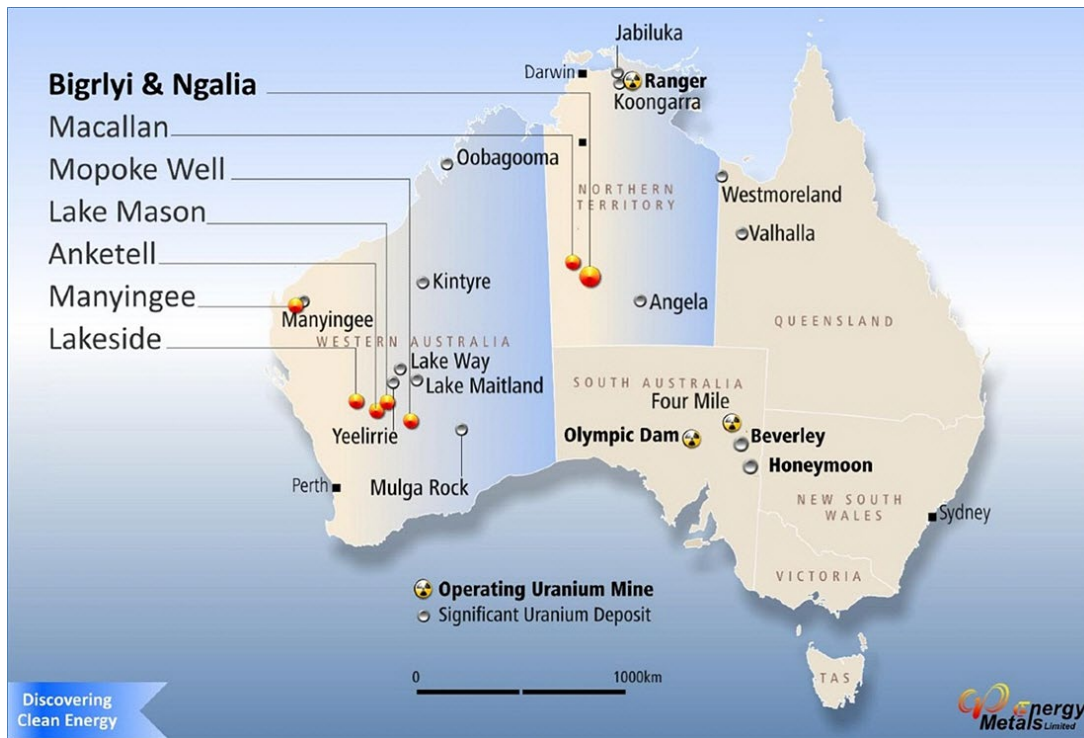 Bigrlyi & Ngalia
Macallan
Mopoke Well
Lake Mason
Anketell
Manyingee
Lakeside
Jabiluka
Darwin
Ranger
Koongarra
Oobagooma
NORTHERN
TERRITORY
Westmoreland
Valhalla
Kintyre
Angela
Manyingee
WESTERN AUSTRALIA
QUEENSLAND
Lake Way
Lake Maitland
SOUTH AUSTRALIA
Four Mile
Yeelirrie
Olympic Dam
Beverley
Honeymoon
Perth
Mulga Rock
NEW SOUTH
WALES
Sydney
VICTORIA
Operating Uranium Mine
Significant Uranium Deposit
TAS
0 1000km
Discovering
Clean Energy
Energy
Metals Limited